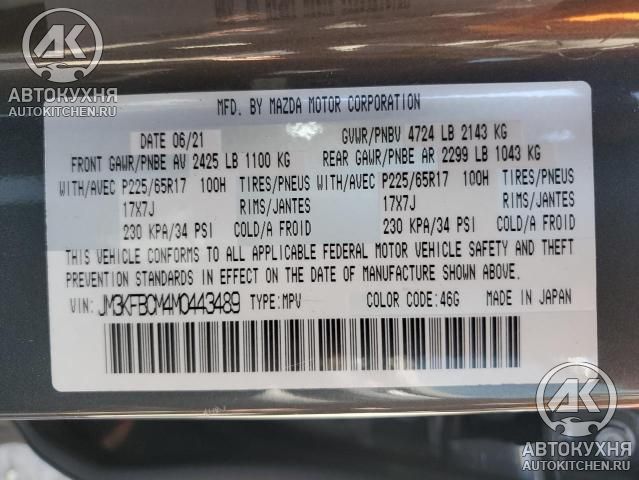 AK
АВТОКУХНЯ
AUTOKITCHEN.RU
MFD. BY MAZDA MOTOR CORPORATION
DATE 06/21 GVWR/PNBV 4724 LB 2143 KG
FRONT GAWR/PNBE AV 2425 LB 1100 KG REAR GAWR/PNBE AR 2299 LB 1043 KG
WITH/AVEC P225/65R17 100H TIRES/PNEUS WITH/AVEC P225/65R17 100H TIRES/PNEUS
17X7J RIMS/JANTES 17X7J RIMS/JANTES
230 KPA/34 PSI COLD/A FROID 230 KPA/34 PSI COLD/A FROID
THIS VEHICLE CONFORMS TO ALL APPLICABLE FEDERAL MOTOR VEHICLE SAFETY AND THEFT
PREVENTION STANDARDS IN EFFECT ON THE DATE OF MANUFACTURE SHOWN ABOVE.
VIN: JM3KFBCM4M0443489 TYPE: MPV COLOR CODE: 46G MADE IN JAPAN
AK
АВТОКУХНЯ
AUTOKITCHEN.RU